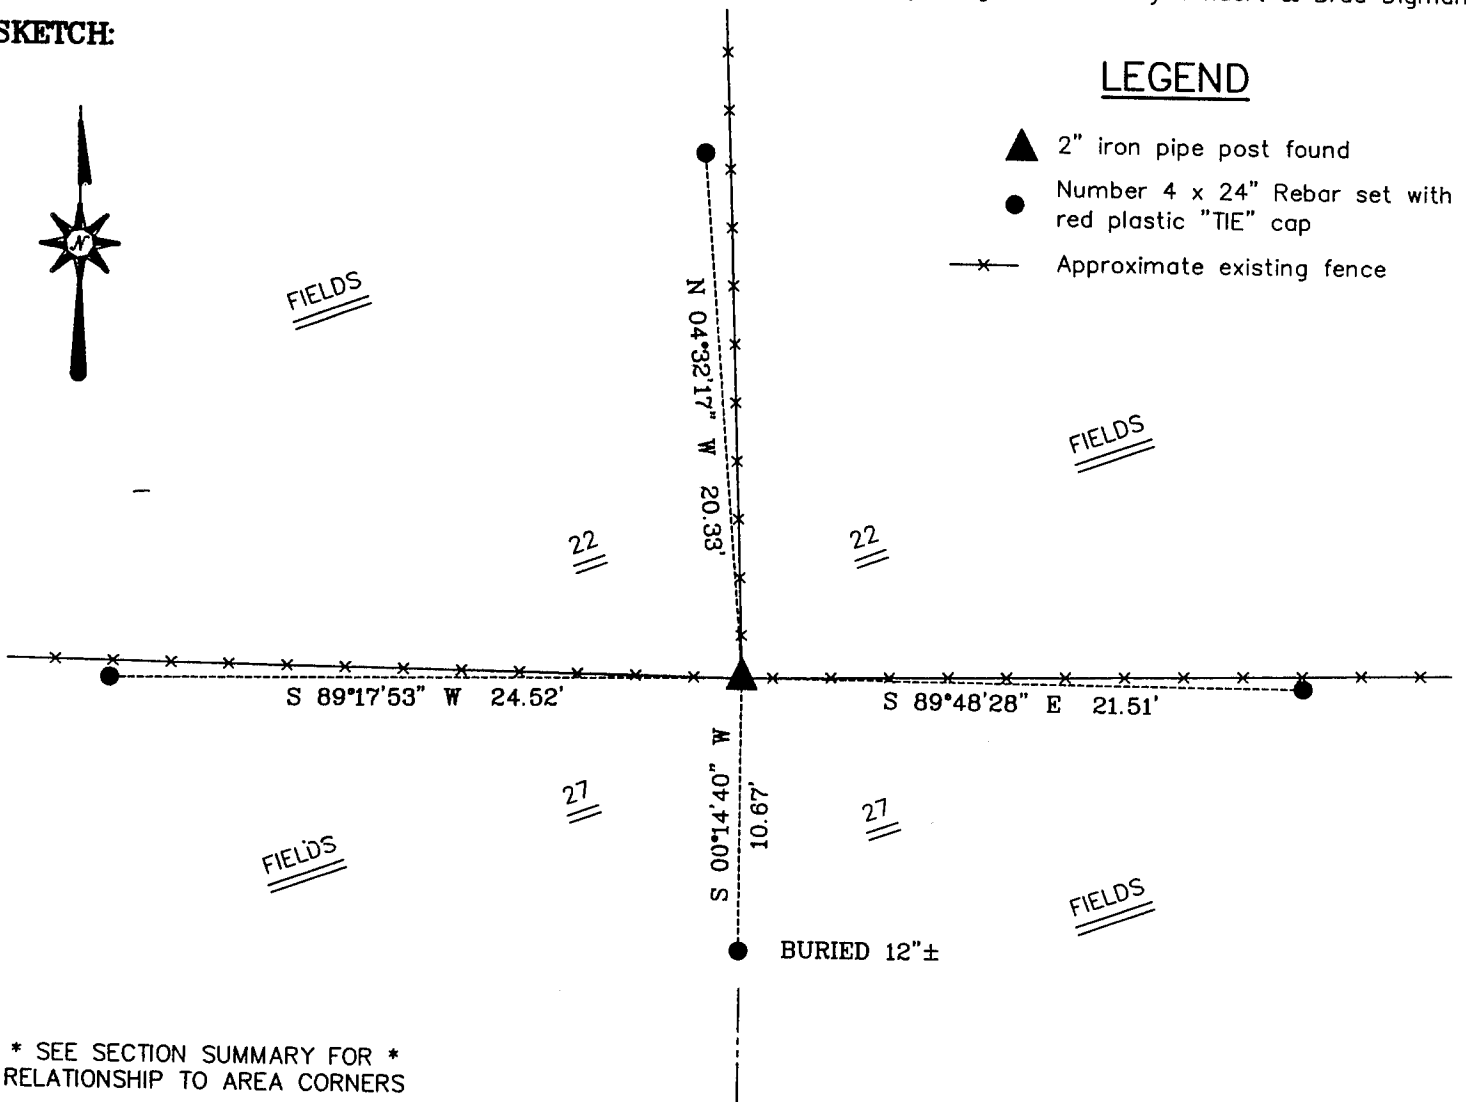 SKETCH:
LEGEND
2" iron pipe post found
Number 4 x 24" Rebar set with
red plastic "TIE" cap
Approximate existing fence
N
FIELDS
N 04°32'17" W 20.33'
FIELDS
22
22
S 89°17'53" W 24.52'
S 89°48'28" E 21.51'
S 00°14'40" W
10.67'
27
27
FIELDS
FIELDS
BURIED 12"±
* SEE SECTION SUMMARY FOR *
RELATIONSHIP TO AREA CORNERS